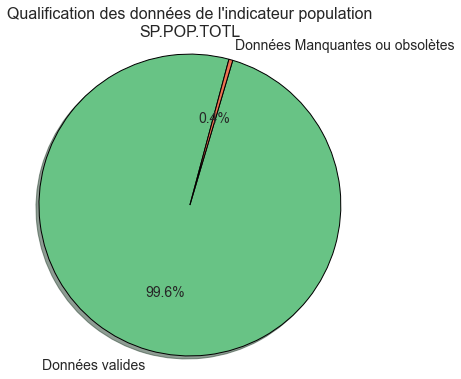 Qualification des données de l'indicateur population
SP.POP.TOTL
Données Manquantes ou obsolètes
0.4%
99.6%
Données valides